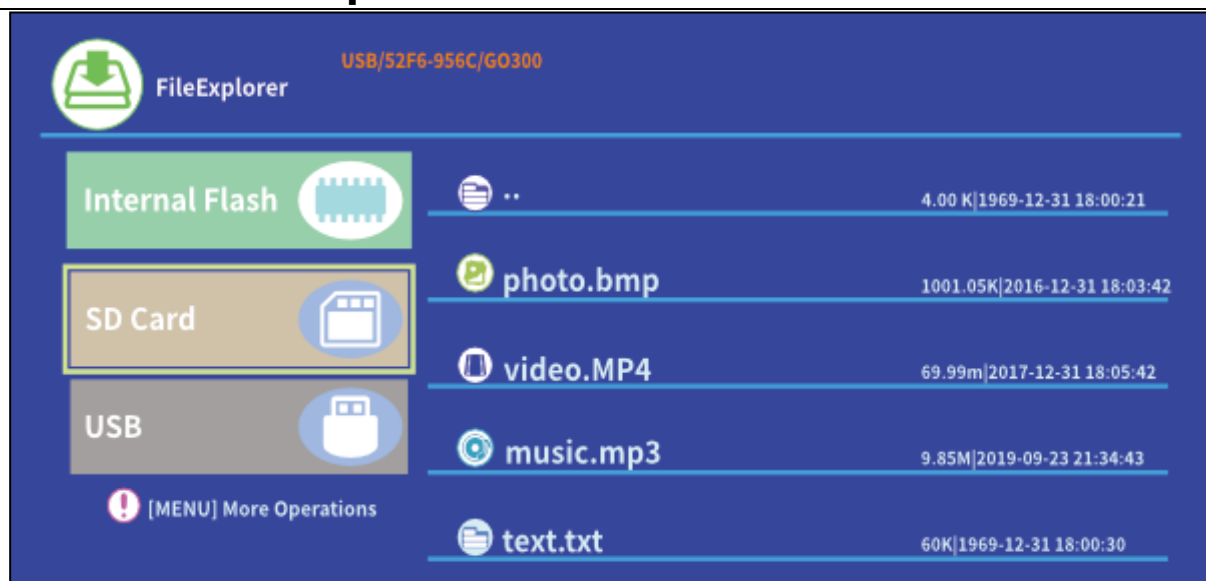 USB/52F6-956C/GO300
FileExplorer
Internal Flash
SD Card
USB
[MENU] More Operations
.. 4.00 K|1969-12-31 18:00:21
photo.bmp 1001.05K|2016-12-31 18:03:42
video.MP4 69.99m|2017-12-31 18:05:42
music.mp3 9.85M|2019-09-23 21:34:43
text.txt 60K|1969-12-31 18:00:30